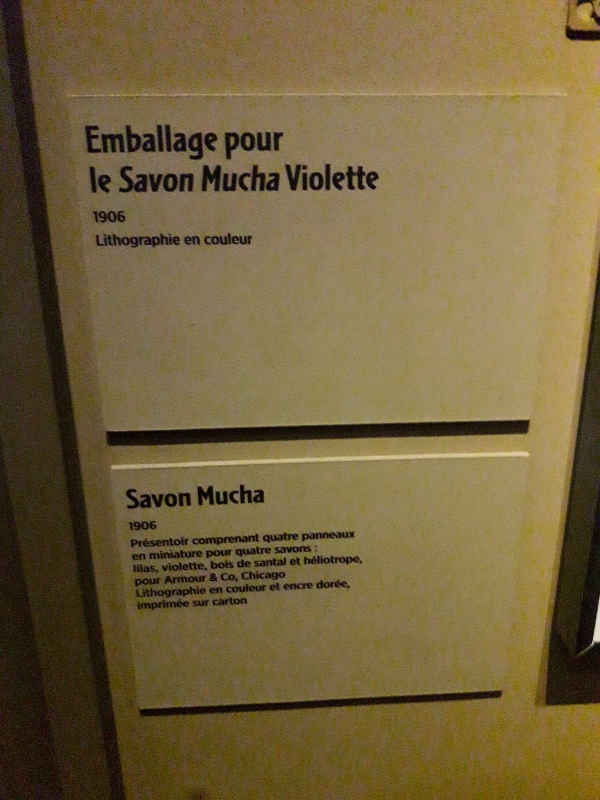 Emballage pour
le Savon Mucha Violette
1906
Lithographie en couleur
Savon Mucha
1906
Présentoir comprenant quatre panneaux
en miniature pour quatre savons :
lilas, violette, bois de santal et héliotrope,
pour Armour & Co, Chicago
Lithographie en couleur et encre dorée,
imprimée sur carton